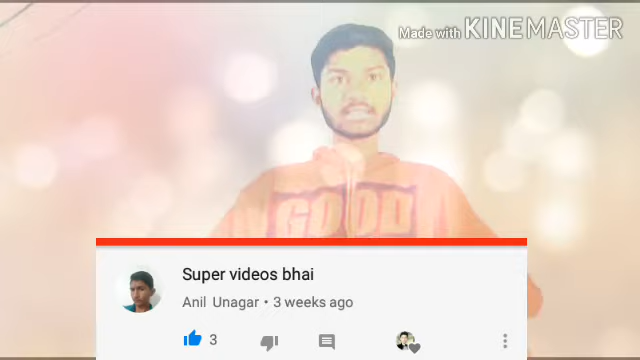 Made with KINEMASTER
GOOD
Super videos bhai
Anil Unagar • 3 weeks ago
3